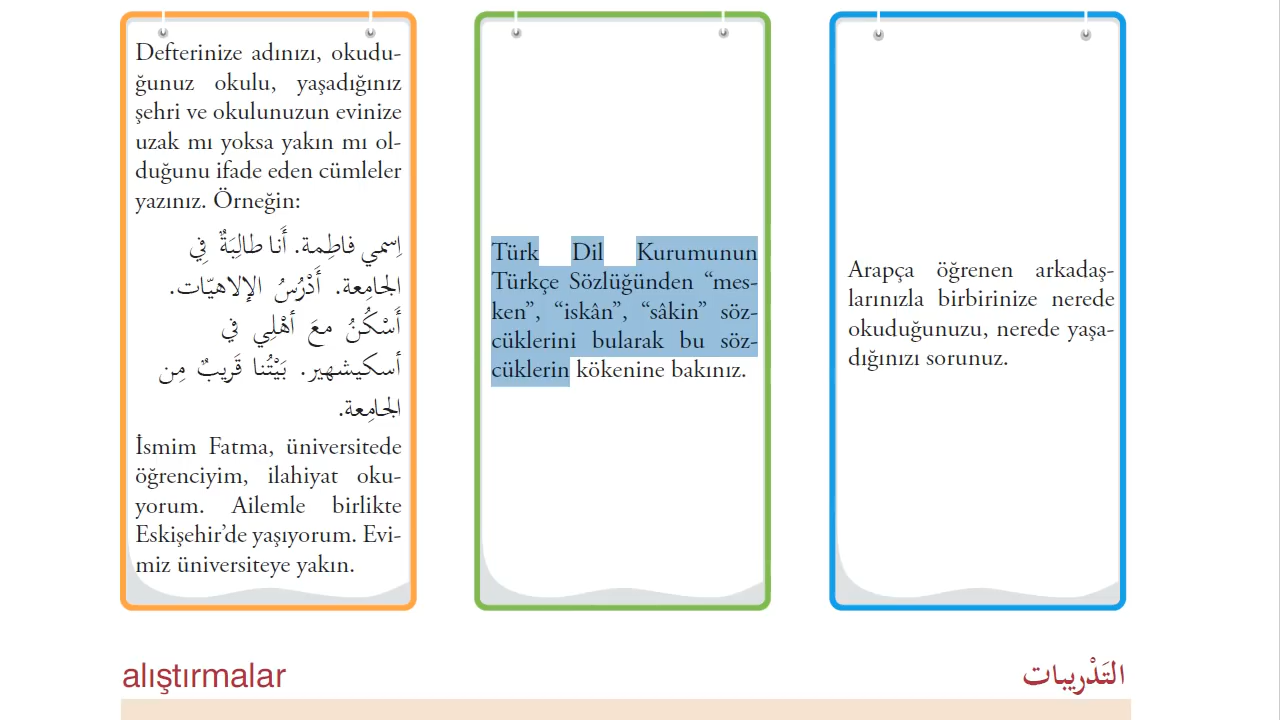 Defterinize adınızı, okudu-
ğunuz okulu, yaşadığınız
şehri ve okulunuzun evinize
uzak mı yoksa yakın mı ol-
duğunu ifade eden cümleler
yazınız. Örneğin:
اِسْمي فاطِمة. أَنا طالِبَةٌ فِي
الجامِعة. أَدْرُسُ الإلاهيّات.
أَسْكُنُ معَ أهْلِي في
أسكيشهير. بَيْتُنا قَريبٌ مِن
الجامِعة.
İsmim Fatma, üniversitede
öğrenciyim, ilahiyat oku-
yorum. Ailemle birlikte
Eskişehir’de yaşıyorum. Evi-
miz üniversiteye yakın.
Türk Dil Kurumunun
Türkçe Sözlüğünden “mes-
ken”, “iskân”, “sâkin” söz-
cüklerini bularak bu söz-
cüklerin kökenine bakınız.
Arapça öğrenen arkadaş-
larınızla birbirinize nerede
okuduğunuzu, nerede yaşa-
dığınızı sorunuz.
alıştırmalar
التَدْريبات